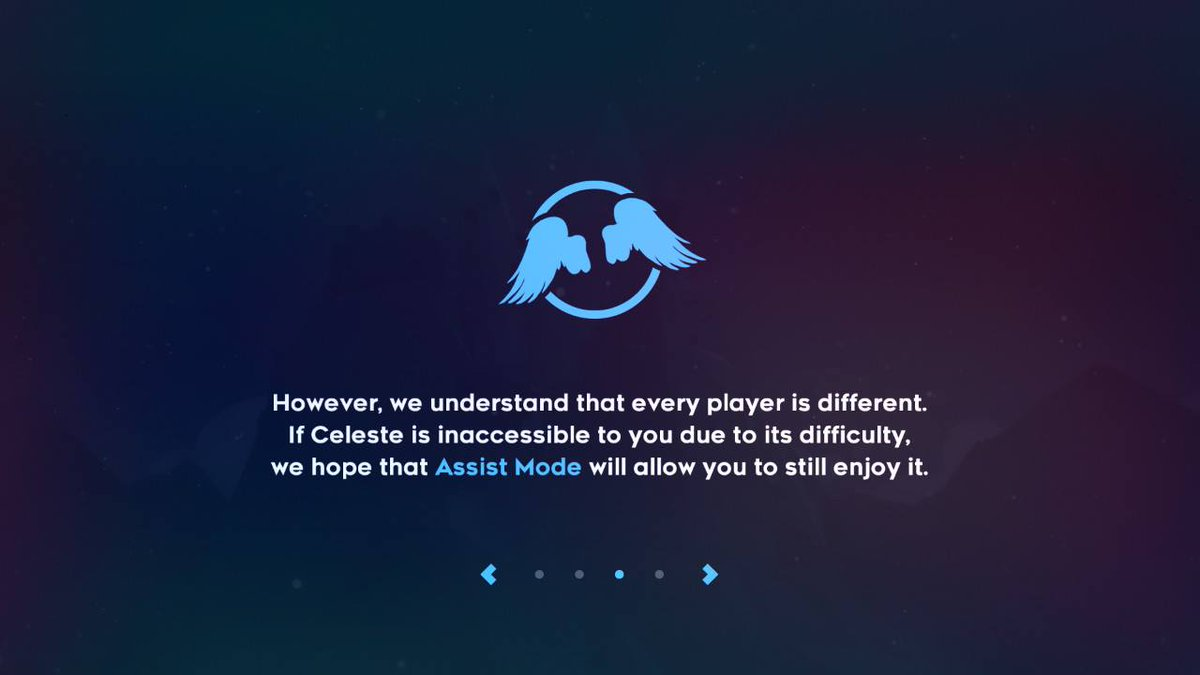 However, we understand that every player is different.
If Celeste is inaccessible to you due to its difficulty,
we hope that Assist Mode will allow you to still enjoy it.